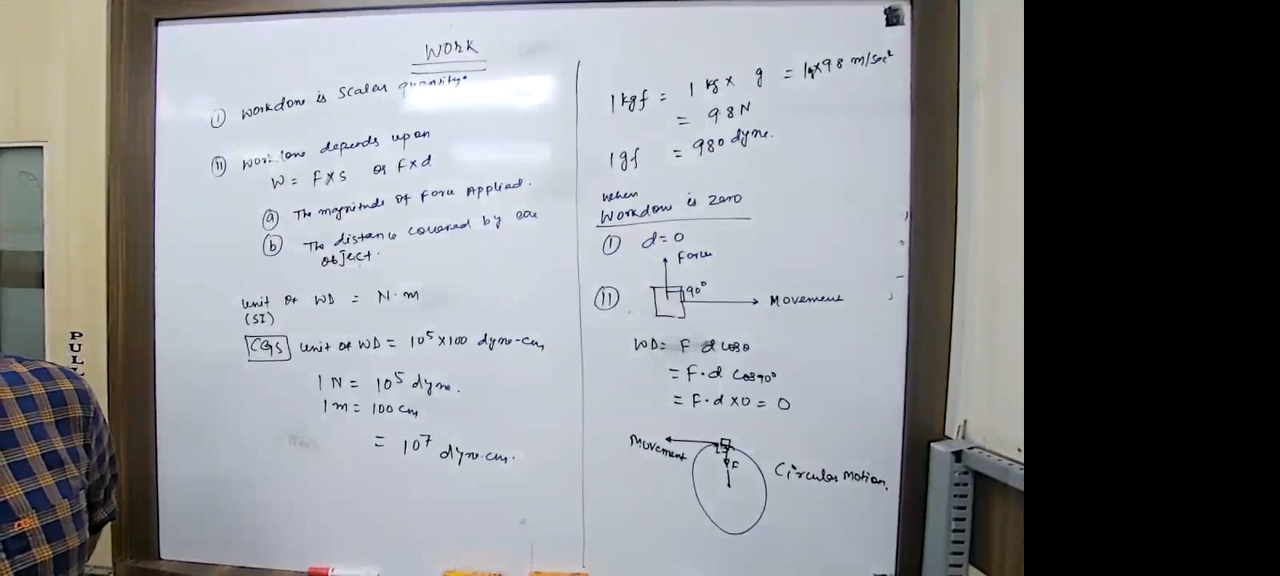 WORK
(I) Workdone is Scalar quantity.
(II) Workdone depends upon
W = F x s or F x d
(a) The magnitude of Force Applied.
(b) The distance covered by
object.
Unit of WD = N.m
(SI)
CGS Unit of WD = 10⁵ x 100 dyne-cm
1 N = 10⁵ dyne.
1 m = 100 cm
= 10⁷ dyne.cm.
1 kgf = 1 kg x g = 1 x 9.8 m/sec²
= 9.8 N
1 gf = 980 dyne.
When
Workdone is zero
(I) d = 0
Force
(II) 90° Movement
WD = F d cosθ
= F.d cos 90°
= F.d x 0 = 0
Movement
F
Circular Motion.
PULL